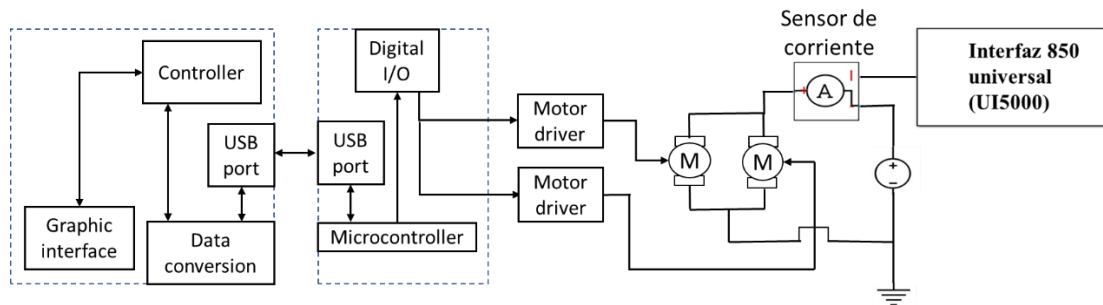 Controller
USB
port
Graphic
interface
Data
conversion
Digital
I/O
USB
port
Microcontroller
Motor
driver
Motor
driver
M
M
Sensor de
corriente
+
A
I
+
−
Interfaz 850
universal
(UI5000)